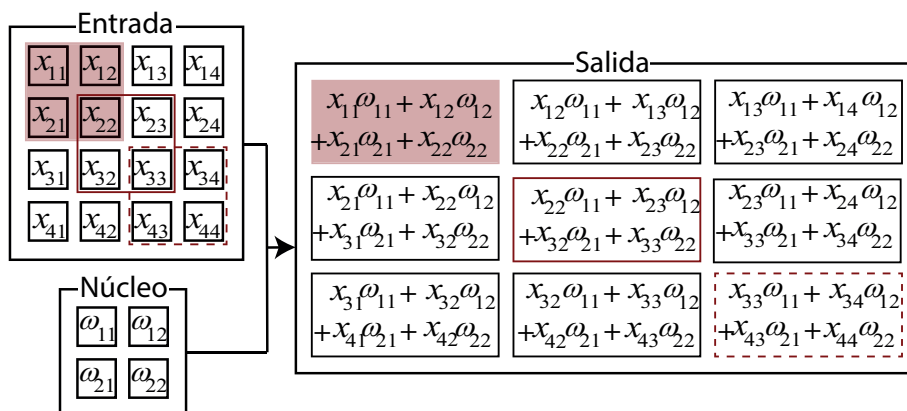 Entrada
x₁₁ x₁₂ x₁₃ x₁₄
x₂₁ x₂₂ x₂₃ x₂₄
x₃₁ x₃₂ x₃₃ x₃₄
x₄₁ x₄₂ x₄₃ x₄₄
Núcleo
ω₁₁ ω₁₂
ω₂₁ ω₂₂
Salida
x₁₁ω₁₁ + x₁₂ω₁₂
+x₂₁ω₂₁ + x₂₂ω₂₂
x₁₂ω₁₁ + x₁₃ω₁₂
+x₂₂ω₂₁ + x₂₃ω₂₂
x₁₃ω₁₁ + x₁₄ω₁₂
+x₂₃ω₂₁ + x₂₄ω₂₂
x₂₁ω₁₁ + x₂₂ω₁₂
+x₃₁ω₂₁ + x₃₂ω₂₂
x₂₂ω₁₁ + x₂₃ω₁₂
+x₃₂ω₂₁ + x₃₃ω₂₂
x₂₃ω₁₁ + x₂₄ω₁₂
+x₃₃ω₂₁ + x₃₄ω₂₂
x₃₁ω₁₁ + x₃₂ω₁₂
+x₄₁ω₂₁ + x₄₂ω₂₂
x₃₂ω₁₁ + x₃₃ω₁₂
+x₄₂ω₂₁ + x₄₃ω₂₂
x₃₃ω₁₁ + x₃₄ω₁₂
+x₄₃ω₂₁ + x₄₄ω₂₂